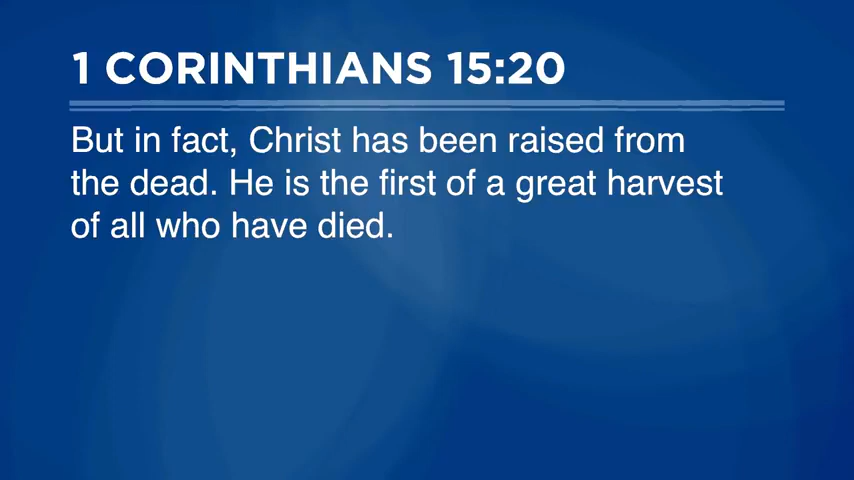 1 CORINTHIANS 15:20
But in fact, Christ has been raised from
the dead. He is the first of a great harvest
of all who have died.